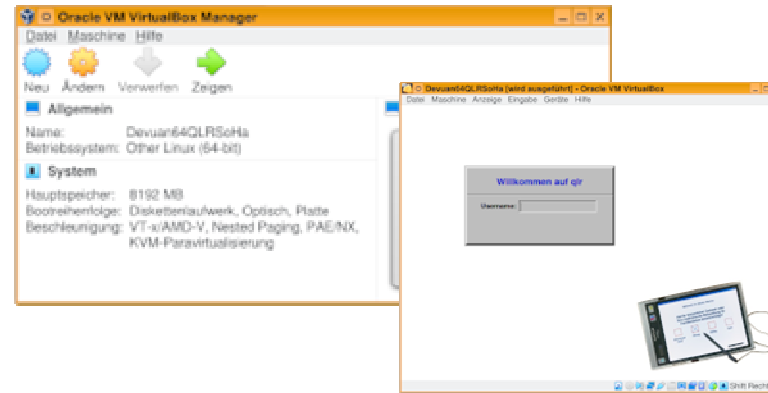 Oracle VM VirtualBox Manager
Datei Maschine Hilfe
Neu Ändern Verwerfen Zeigen
Allgemein
Name: Devuan64QLRSoHa
Betriebssystem: Other Linux (64-bit)
System
Hauptspeicher: 8192 MB
Bootreihenfolge: Diskettenlaufwerk, Optisch, Platte
Beschleunigung: VT-x/AMD-V, Nested Paging, PAE/NX,
KVM-Paravirtualisierung
Devuan64QLRSoHa [wird ausgeführt] - Oracle VM VirtualBox
Datei Maschine Anzeige Eingabe Geräte Hilfe
Willkommen auf qlr
Username:
Shift Rech